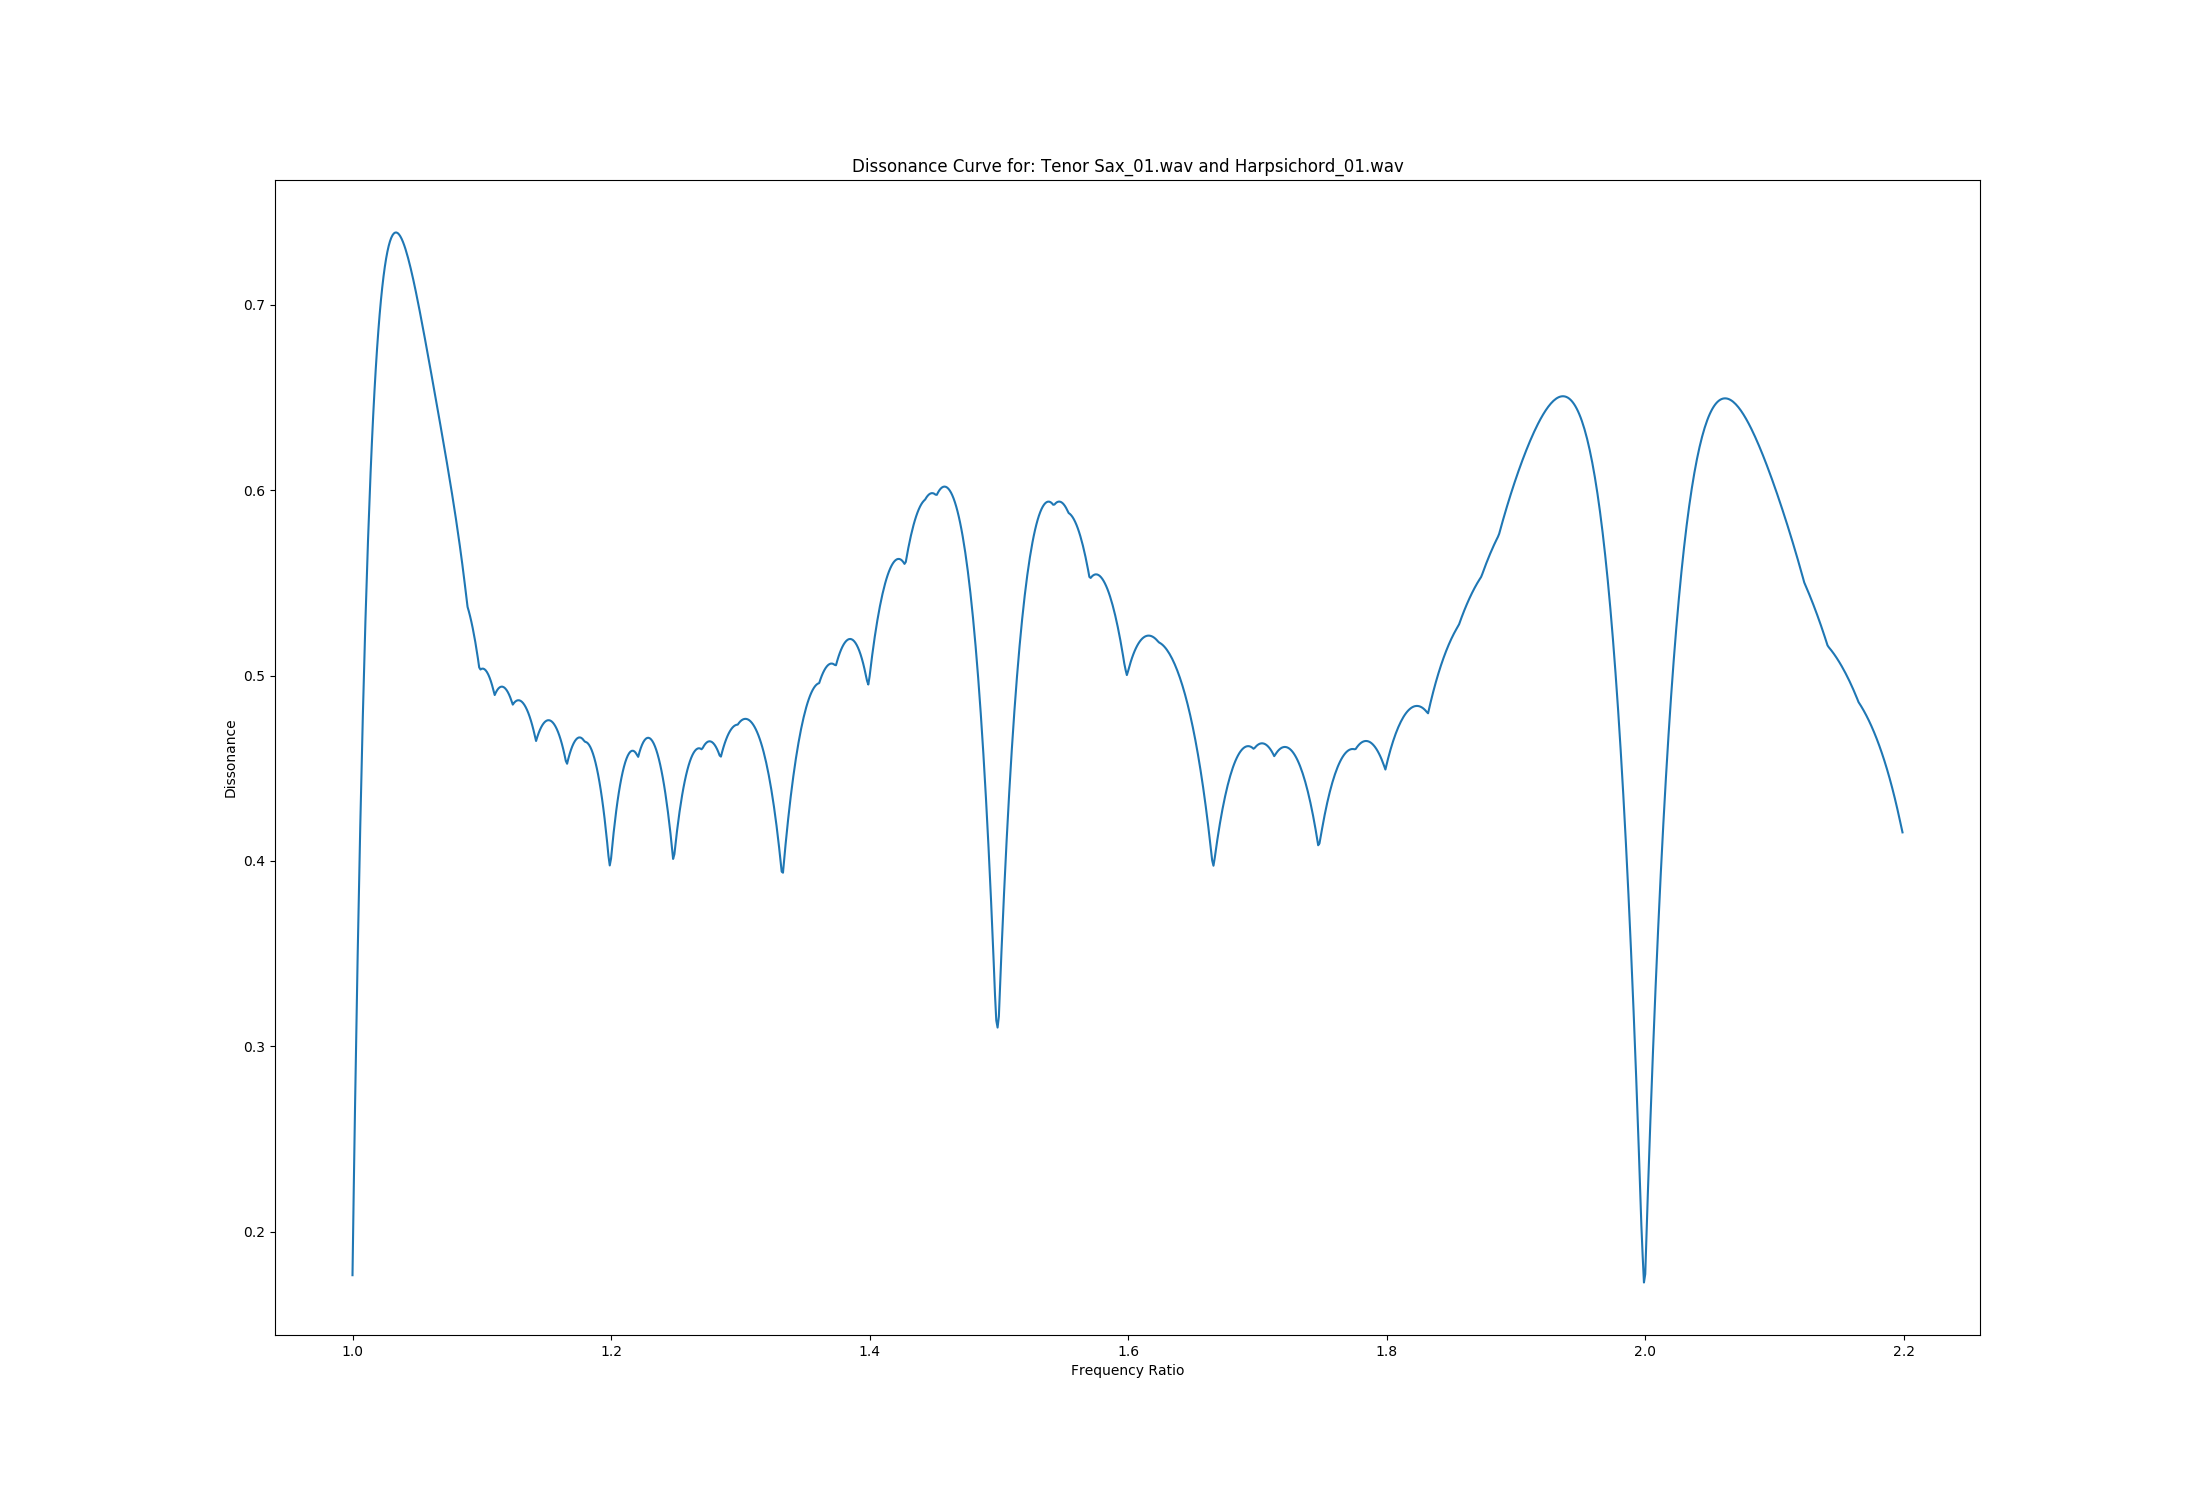 Dissonance Curve for: Tenor Sax_01.wav and Harpsichord_01.wav
Dissonance
0.7
0.6
0.5
0.4
0.3
0.2
1.0 1.2 1.4 1.6 1.8 2.0 2.2
Frequency Ratio